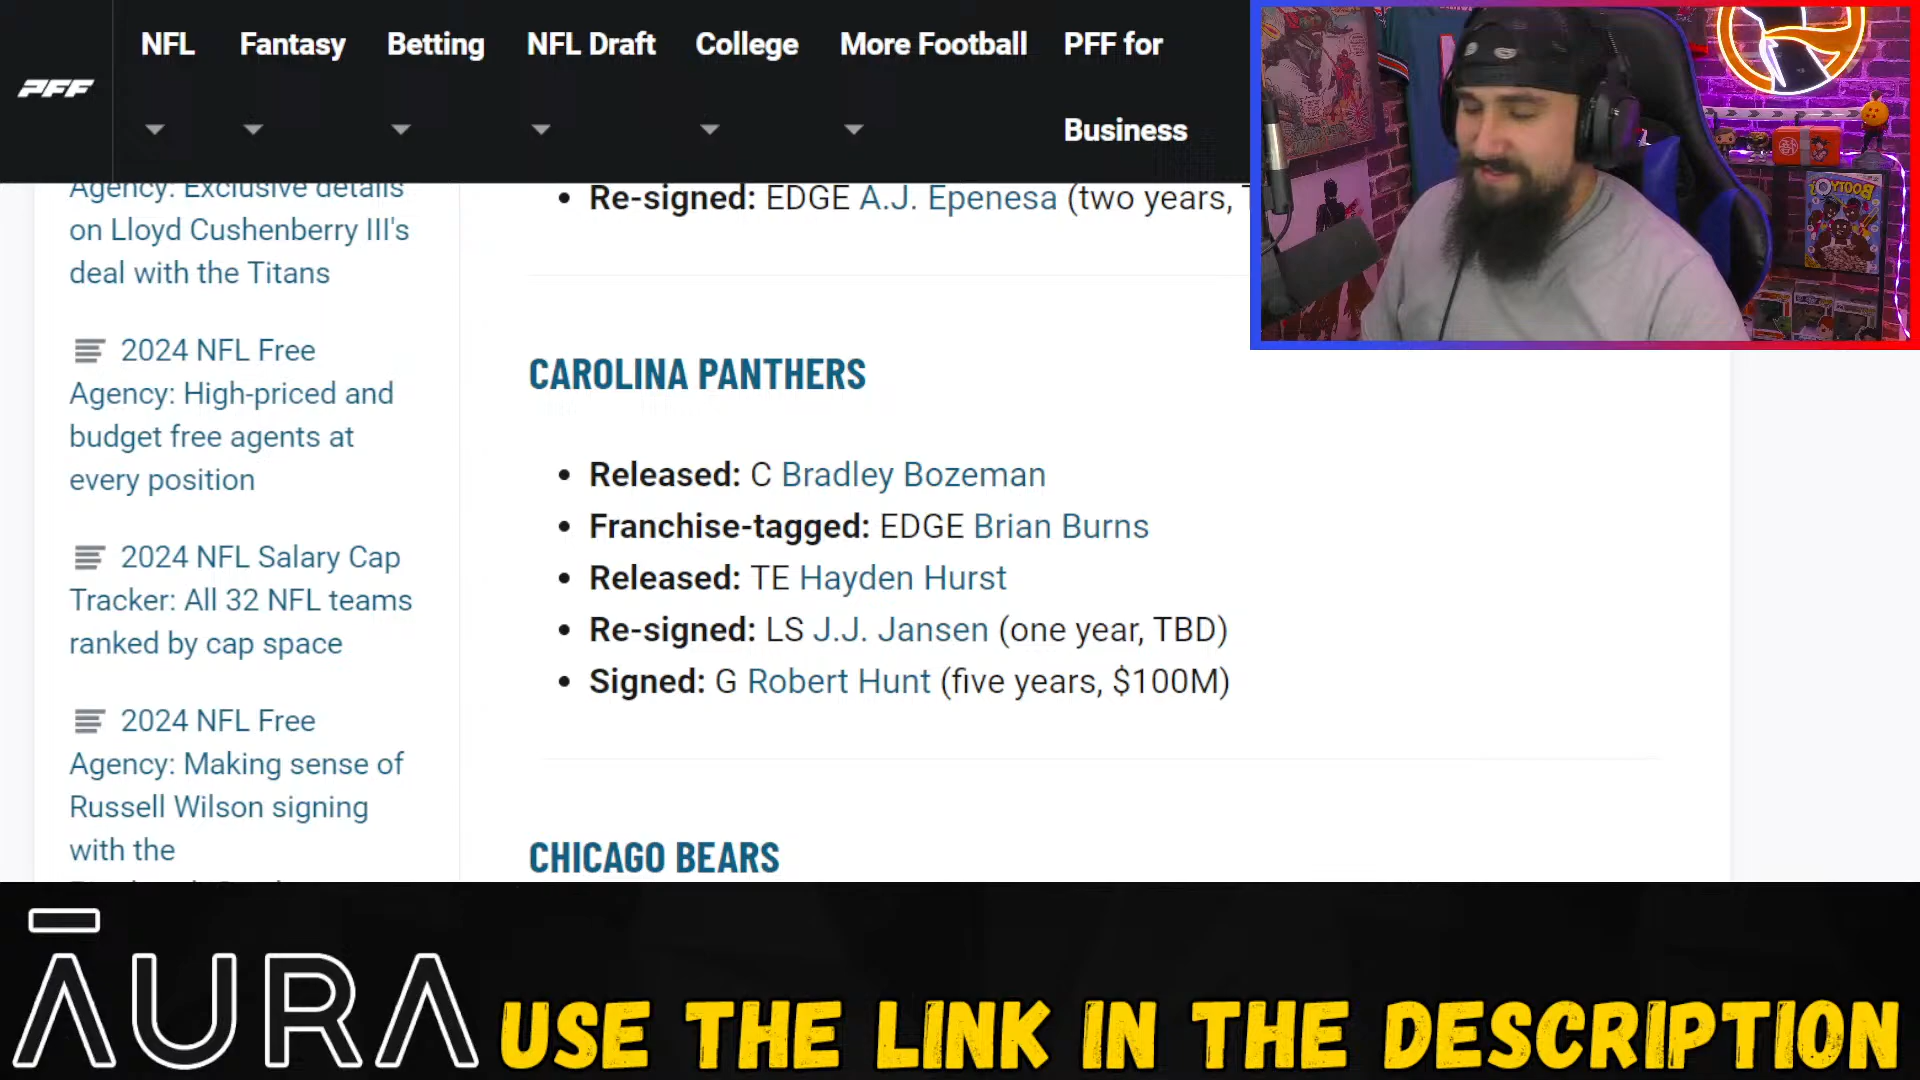 PFF
NFL
Fantasy
Betting
NFL Draft
College
More Football
PFF for
Business
Agency: Exclusive details
on Lloyd Cushenberry III's
deal with the Titans
2024 NFL Free
Agency: High-priced and
budget free agents at
every position
2024 NFL Salary Cap
Tracker: All 32 NFL teams
ranked by cap space
2024 NFL Free
Agency: Making sense of
Russell Wilson signing
with the
• Re-signed: EDGE A.J. Epenesa (two years,
CAROLINA PANTHERS
• Released: C Bradley Bozeman
• Franchise-tagged: EDGE Brian Burns
• Released: TE Hayden Hurst
• Re-signed: LS J.J. Jansen (one year, TBD)
• Signed: G Robert Hunt (five years, $100M)
CHICAGO BEARS
AURA
USE THE LINK IN THE DESCRIPTION